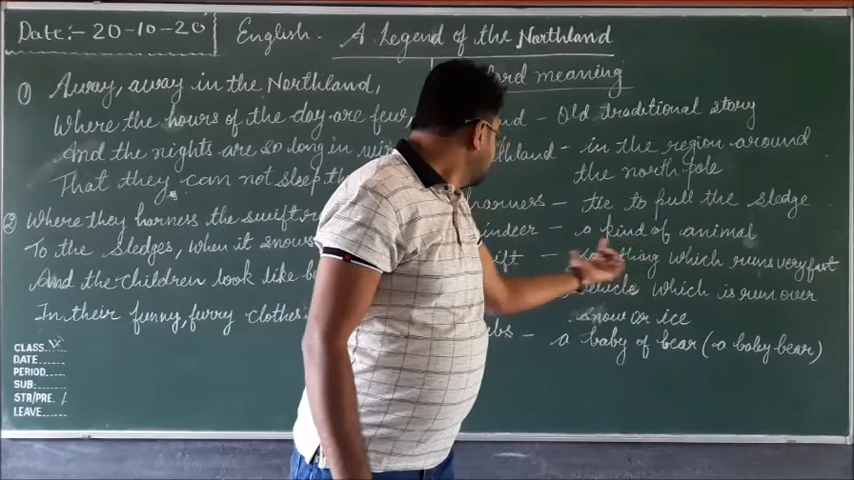 Date:- 20-10-20 English. A Legend of the Northland
Word meaning
① Away, away in the Northland,
Where the hours of the day are few,
And the nights are so long in
That they can not sleep
② Where they harness the swift
To the sledges, when it snows
And the children look like
In their funny, furry clothes
- Old, traditional story
- in the region around
the north pole
- tie to pull the sledge
- a kind of animal
- which runs very fast
which is run over
snow or ice
- a baby of bear (a baby bear)
CLASS: V
DATE:
PERIOD
SUB:
STR/PRE. /
LEAVE